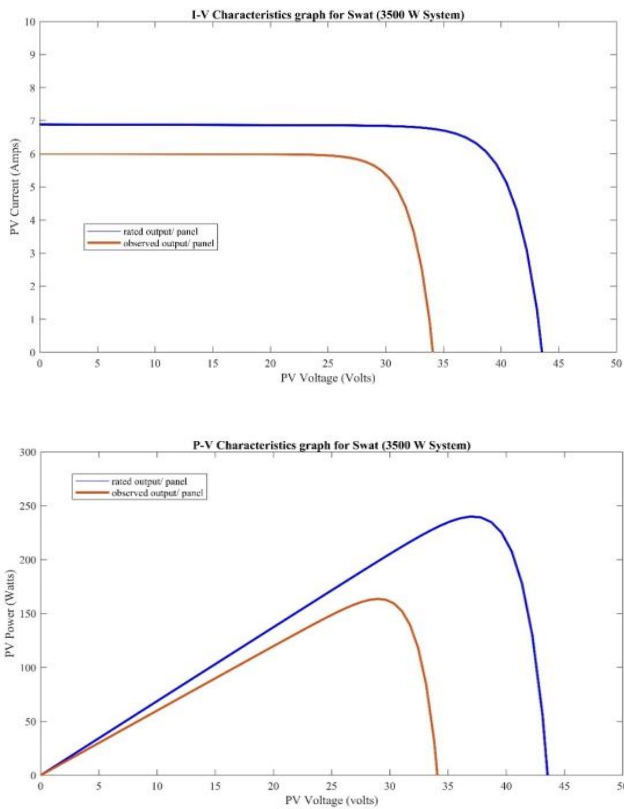 I-V Characteristics graph for Swat (3500 W System)
10
9
8
7
6
5
4
3
2
1
0
PV Current (Amps)
rated output/ panel
observed output/ panel
0 5 10 15 20 25 30 35 40 45 50
PV Voltage (Volts)
P-V Characteristics graph for Swat (3500 W System)
300
250
200
150
100
50
0
PV Power (Watts)
rated output/ panel
observed output/ panel
0 5 10 15 20 25 30 35 40 45 50
PV Voltage (volts)